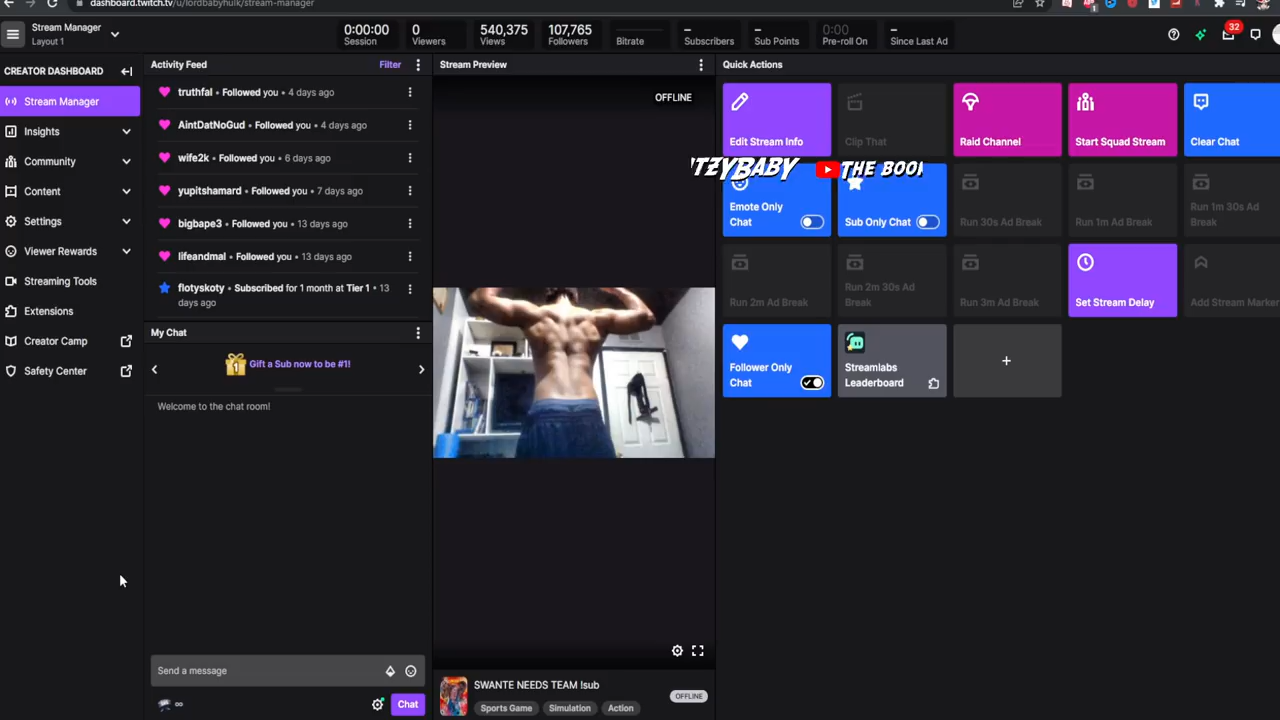 dashboard.twitch.tv/u/lordbabyhulk/stream-manager
Stream Manager
Layout 1
0:00:00
Session
0
Viewers
540,375
Views
107,765
Followers
Bitrate
–
Subscribers
–
Sub Points
0:00
Pre-roll On
–
Since Last Ad
32
CREATOR DASHBOARD
Stream Manager
Insights
Community
Content
Settings
Viewer Rewards
Streaming Tools
Extensions
Creator Camp
Safety Center
Activity Feed
Filter
truthfal • Followed you • 4 days ago
AintDatNoGud • Followed you • 4 days ago
wife2k • Followed you • 6 days ago
yupitshamard • Followed you • 7 days ago
bigbape3 • Followed you • 13 days ago
lifeandmal • Followed you • 13 days ago
flotyskoty • Subscribed for 1 month at Tier 1 • 13
days ago
My Chat
1
Gift a Sub now to be #1!
Welcome to the chat room!
Send a message
∞
Chat
Stream Preview
OFFLINE
SWANTE NEEDS TEAM !sub
Sports Game
Simulation
Action
OFFLINE
Quick Actions
Edit Stream Info
Clip That
Raid Channel
Start Squad Stream
Clear Chat
TZYBABY
THE BOO
Emote Only
Chat
Sub Only Chat
Run 30s Ad Break
Run 1m Ad Break
Run 1m 30s Ad
Break
Run 2m Ad Break
Run 2m 30s Ad
Break
Run 3m Ad Break
Set Stream Delay
Add Stream Marker
Follower Only
Chat
Streamlabs
Leaderboard
+